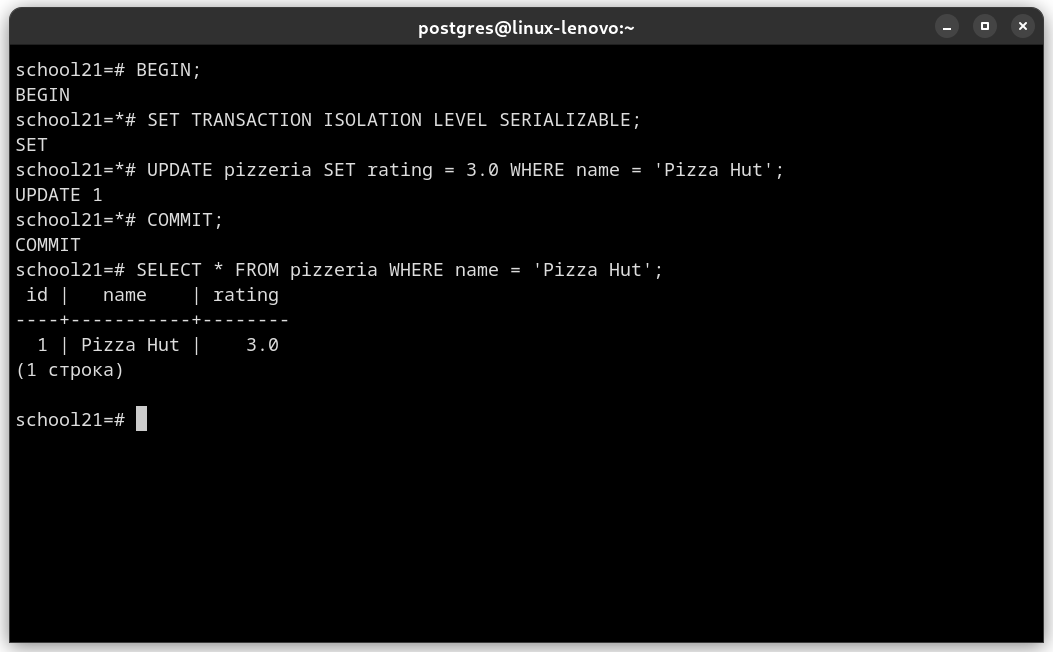 postgres@linux-lenovo:~
school21=# BEGIN;
BEGIN
school21=*# SET TRANSACTION ISOLATION LEVEL SERIALIZABLE;
SET
school21=*# UPDATE pizzeria SET rating = 3.0 WHERE name = 'Pizza Hut';
UPDATE 1
school21=*# COMMIT;
COMMIT
school21=# SELECT * FROM pizzeria WHERE name = 'Pizza Hut';
 id |   name    | rating
----+-----------+--------
  1 | Pizza Hut |    3.0
(1 строка)
school21=#